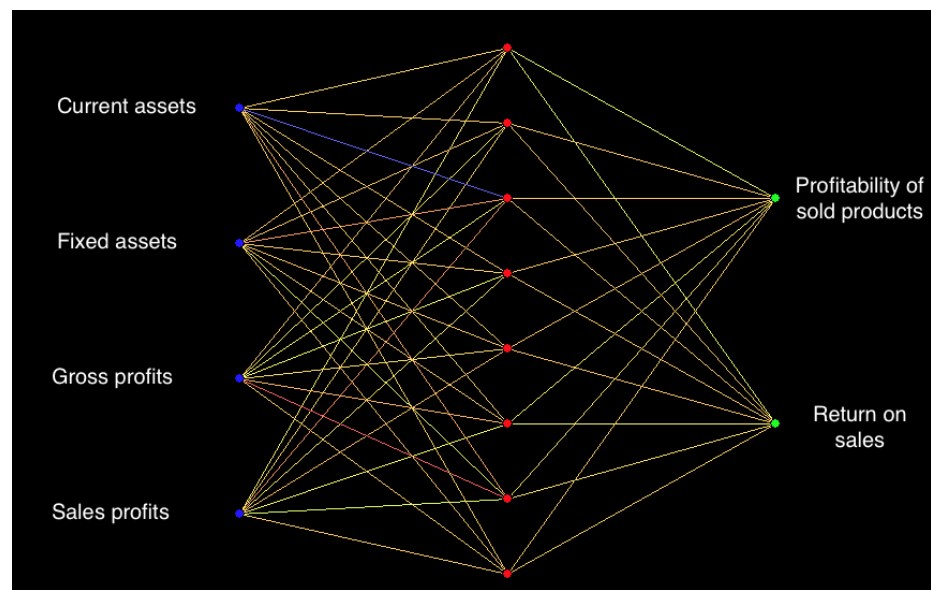 Current assets
Fixed assets
Gross profits
Sales profits
Profitability of
sold products
Return on
sales